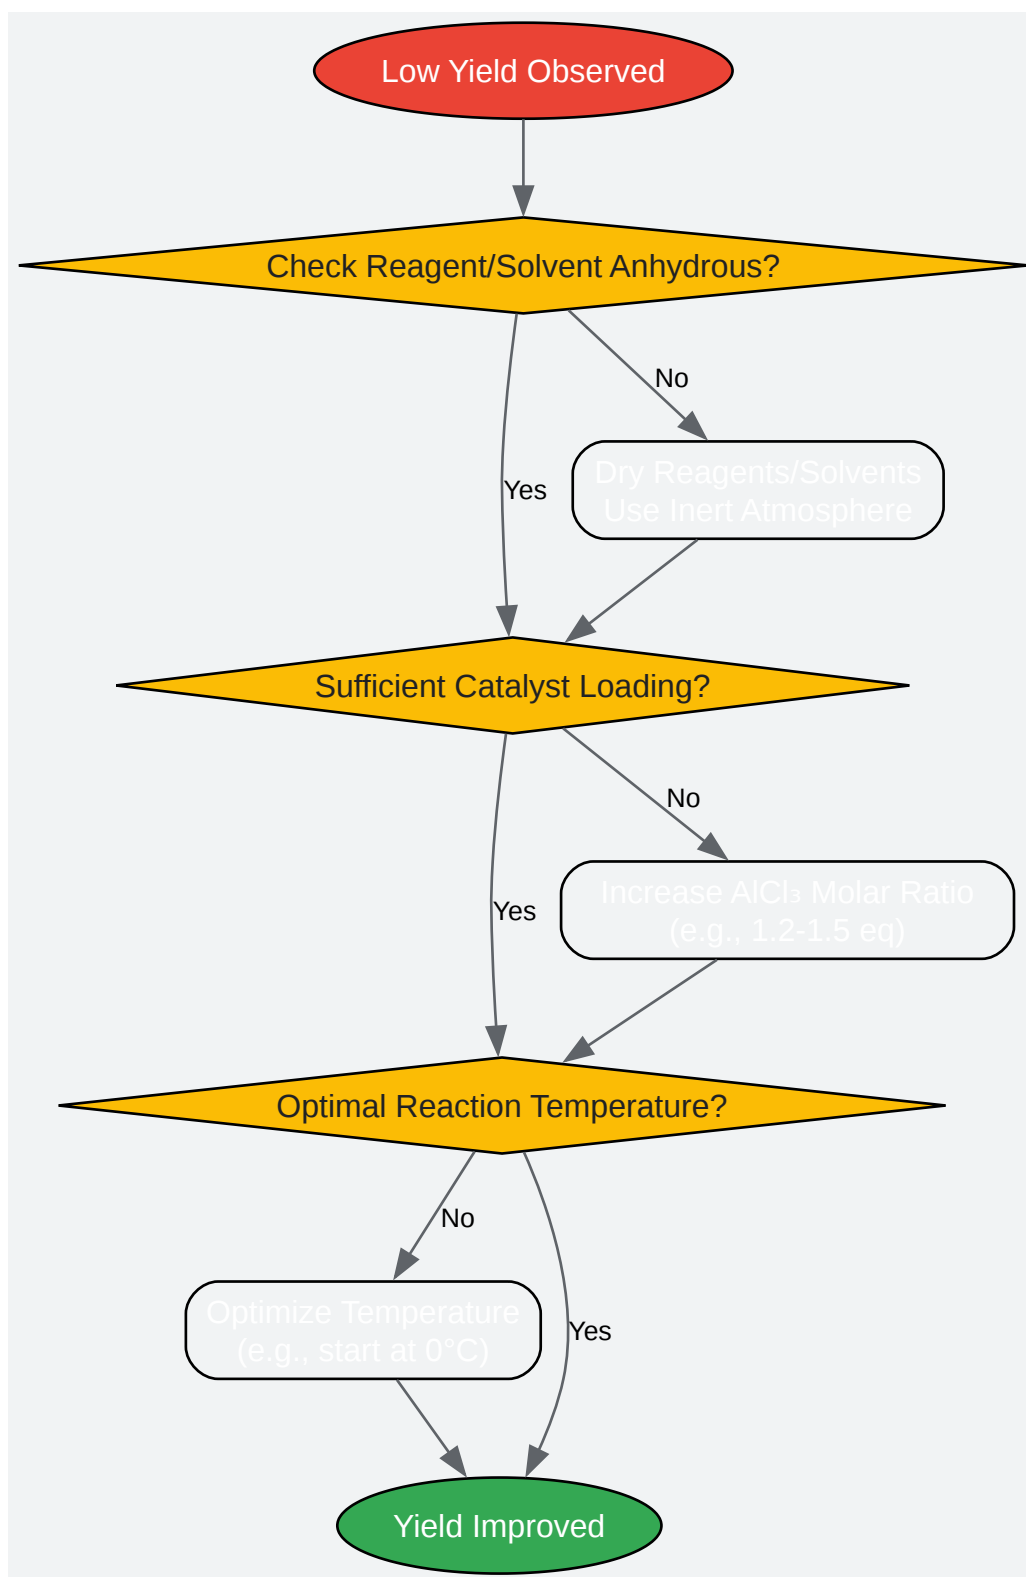 Low Yield Observed
Check Reagent/Solvent Anhydrous?
No
Dry Reagents/Solvents
Use Inert Atmosphere
Yes
Sufficient Catalyst Loading?
No
Increase AlCl₃ Molar Ratio
(e.g., 1.2-1.5 eq)
Yes
Optimal Reaction Temperature?
No
Optimize Temperature
(e.g., start at 0°C)
Yes
Yield Improved